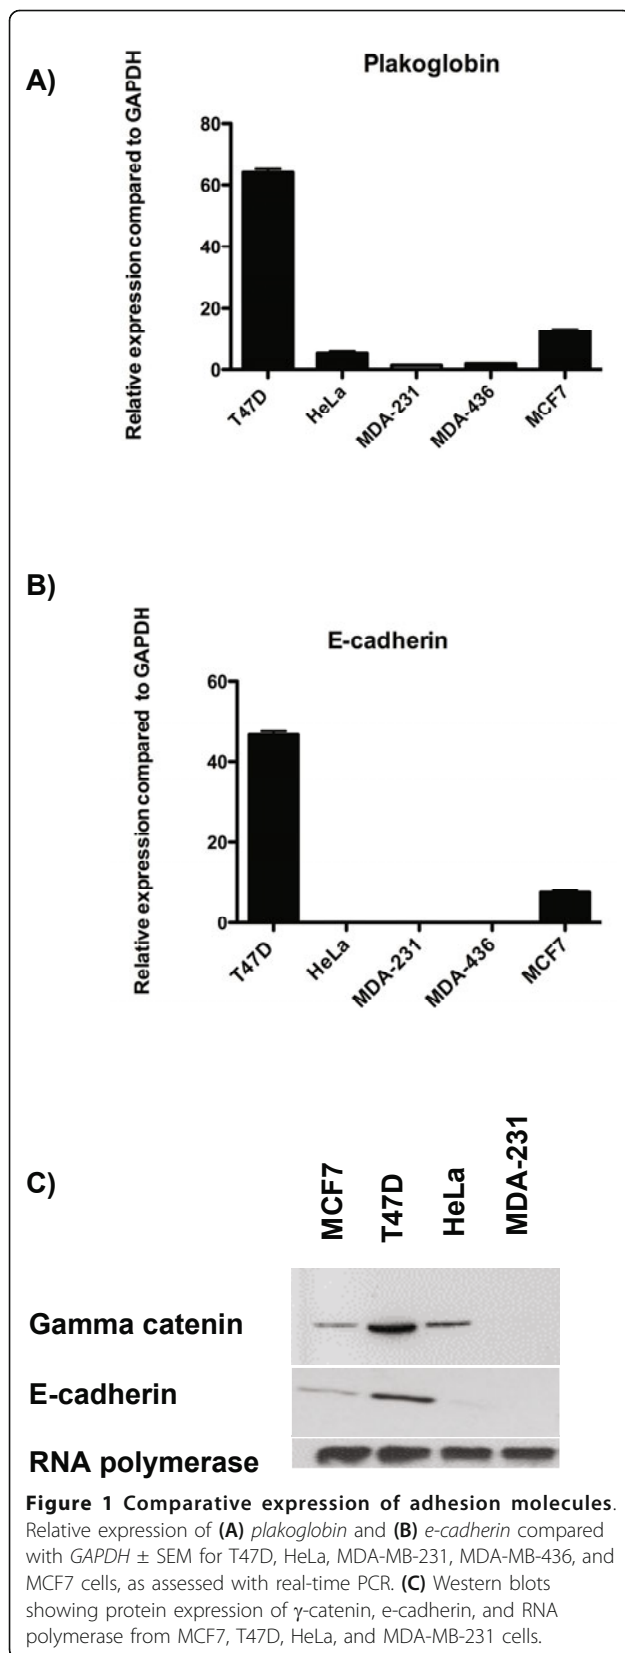 A)
Plakoglobin
Relative expression compared to GAPDH
80
60
40
20
0
T47D
HeLa
MDA-231
MDA-436
MCF7
B)
E-cadherin
Relative expression compared to GAPDH
60
40
20
0
T47D
HeLa
MDA-231
MDA-436
MCF7
C)
MCF7
T47D
HeLa
MDA-231
Gamma catenin
E-cadherin
RNA polymerase
Figure 1 Comparative expression of adhesion molecules.
Relative expression of (A) plakoglobin and (B) e-cadherin compared
with GAPDH ± SEM for T47D, HeLa, MDA-MB-231, MDA-MB-436, and
MCF7 cells, as assessed with real-time PCR. (C) Western blots
showing protein expression of γ-catenin, e-cadherin, and RNA
polymerase from MCF7, T47D, HeLa, and MDA-MB-231 cells.